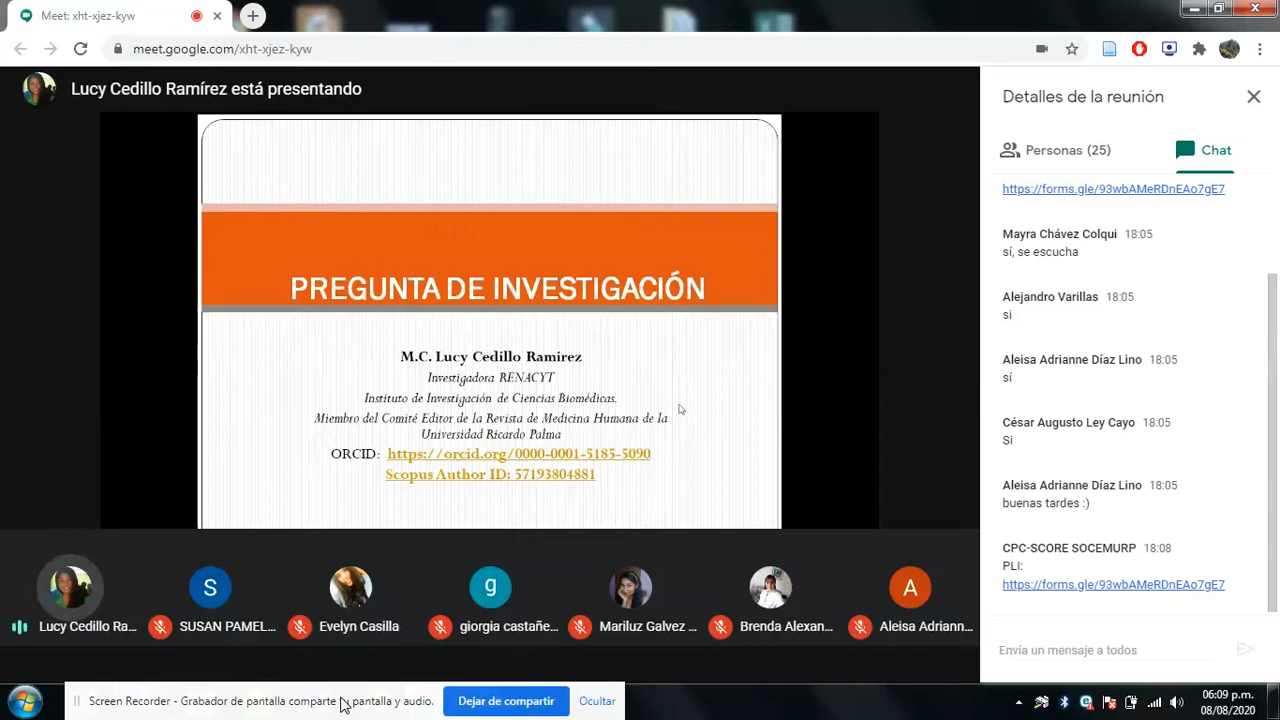 Meet: xht-xjez-kyw
meet.google.com/xht-xjez-kyw
Lucy Cedillo Ramírez está presentando
PREGUNTA DE INVESTIGACIÓN
M.C. Lucy Cedillo Ramirez
Investigadora RENACYT
Instituto de Investigación de Ciencias Biomédicas.
Miembro del Comité Editor de la Revista de Medicina Humana de la
Universidad Ricardo Palma
ORCID: https://orcid.org/0000-0001-5185-5090
Scopus Author ID: 57193804881
S
g
A
Lucy Cedillo Ra...
SUSAN PAMEL...
Evelyn Casilla
giorgia castañe...
Mariluz Galvez ...
Brenda Alexan...
Aleisa Adriann...
Detalles de la reunión
Personas (25)
Chat
https://forms.gle/93wbAMeRDnEAo7gE7
Mayra Chávez Colqui 18:05
sí, se escucha
Alejandro Varillas 18:05
si
Aleisa Adrianne Díaz Lino 18:05
sí
César Augusto Ley Cayo 18:05
Si
Aleisa Adrianne Díaz Lino 18:05
buenas tardes :)
CPC-SCORE SOCEMURP 18:08
PLI:
https://forms.gle/93wbAMeRDnEAo7gE7
Envía un mensaje a todos
Screen Recorder - Grabador de pantalla comparte pantalla y audio.
Dejar de compartir
Ocultar
06:09 p.m.
08/08/2020